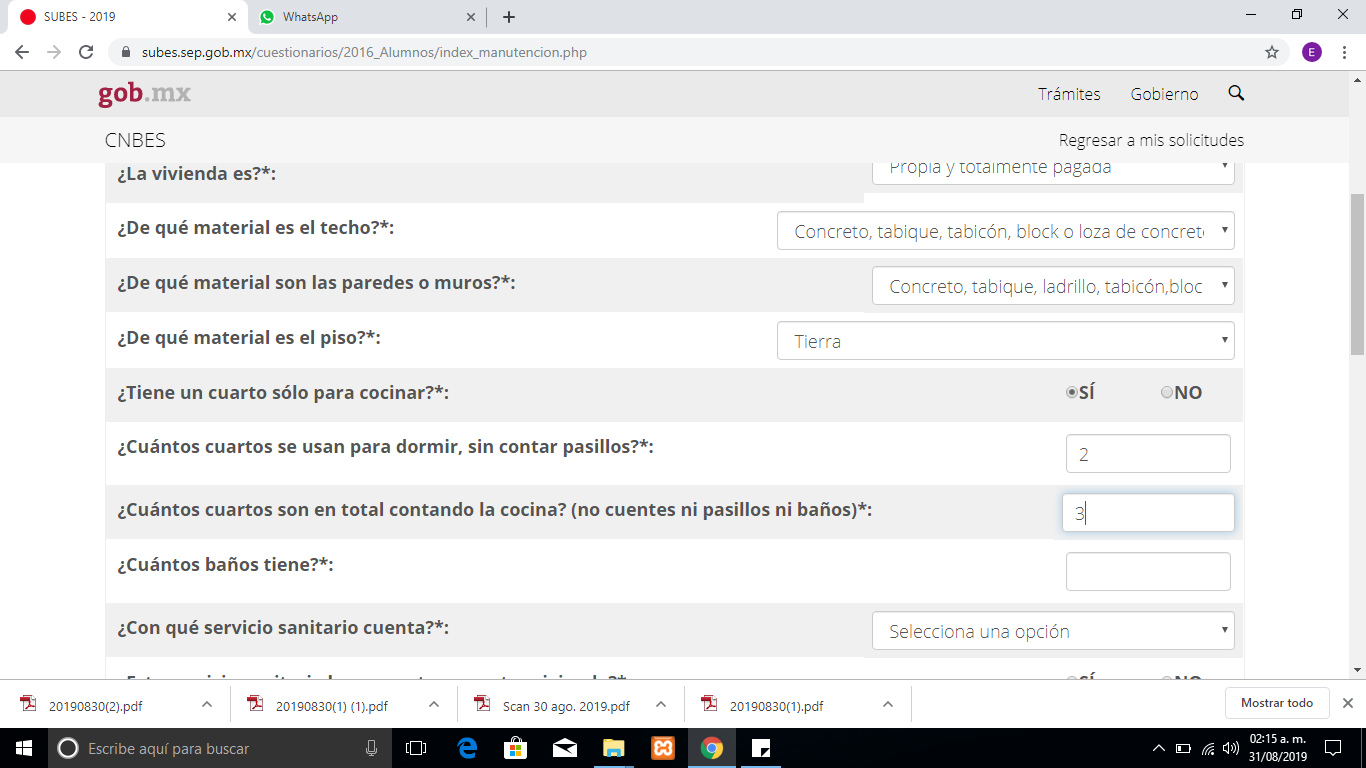 SUBES - 2019
WhatsApp
subes.sep.gob.mx/cuestionarios/2016_Alumnos/index_manutencion.php
E
gob.mx
Trámites
Gobierno
CNBES
Regresar a mis solicitudes
¿La vivienda es?*:
Propia y totalmente pagada
¿De qué material es el techo?*:
Concreto, tabique, tabicón, block o loza de concret
¿De qué material son las paredes o muros?*:
Concreto, tabique, ladrillo, tabicón,bloc
¿De qué material es el piso?*:
Tierra
¿Tiene un cuarto sólo para cocinar?*:
SÍ
NO
¿Cuántos cuartos se usan para dormir, sin contar pasillos?*:
2
¿Cuántos cuartos son en total contando la cocina? (no cuentes ni pasillos ni baños)*:
3
¿Cuántos baños tiene?*:
¿Con qué servicio sanitario cuenta?*:
Selecciona una opción
SÍ
NO
20190830(2).pdf
20190830(1) (1).pdf
Scan 30 ago. 2019.pdf
20190830(1).pdf
Mostrar todo
Escribe aquí para buscar
02:15 a. m.
31/08/2019